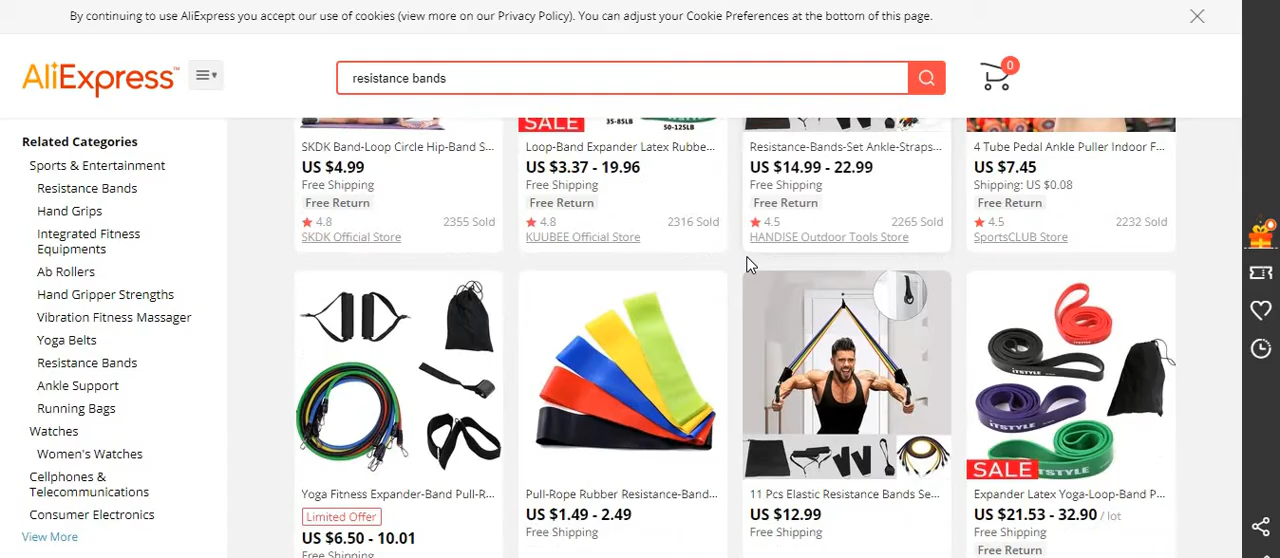 By continuing to use AliExpress you accept our use of cookies (view more on our Privacy Policy). You can adjust your Cookie Preferences at the bottom of this page.
AliExpress™
resistance bands
0
Related Categories
Sports & Entertainment
Resistance Bands
Hand Grips
Integrated Fitness
Equipments
Ab Rollers
Hand Gripper Strengths
Vibration Fitness Massager
Yoga Belts
Resistance Bands
Ankle Support
Running Bags
Watches
Women's Watches
Cellphones &
Telecommunications
Consumer Electronics
View More
SKDK Band-Loop Circle Hip-Band S...
US $4.99
Free Shipping
Free Return
4.8 2355 Sold
SKDK Official Store
SALE
35-85LB
50-125LB
Loop-Band Expander Latex Rubbe...
US $3.37 - 19.96
Free Shipping
Free Return
4.8 2316 Sold
KUUBEE Official Store
Resistance-Bands-Set Ankle-Straps...
US $14.99 - 22.99
Free Shipping
Free Return
4.5 2265 Sold
HANDISE Outdoor Tools Store
4 Tube Pedal Ankle Puller Indoor F...
US $7.45
Shipping: US $0.08
Free Return
4.5 2232 Sold
SportsCLUB Store
Yoga Fitness Expander-Band Pull-R...
Limited Offer
US $6.50 - 10.01
Free Shipping
Pull-Rope Rubber Resistance-Band...
US $1.49 - 2.49
Free Shipping
11 Pcs Elastic Resistance Bands Se...
US $12.99
Free Shipping
ITSTYLE
ITSTYLE
ITSTYLE
SALE
Expander Latex Yoga-Loop-Band P...
US $21.53 - 32.90 / lot
Free Shipping
Free Return